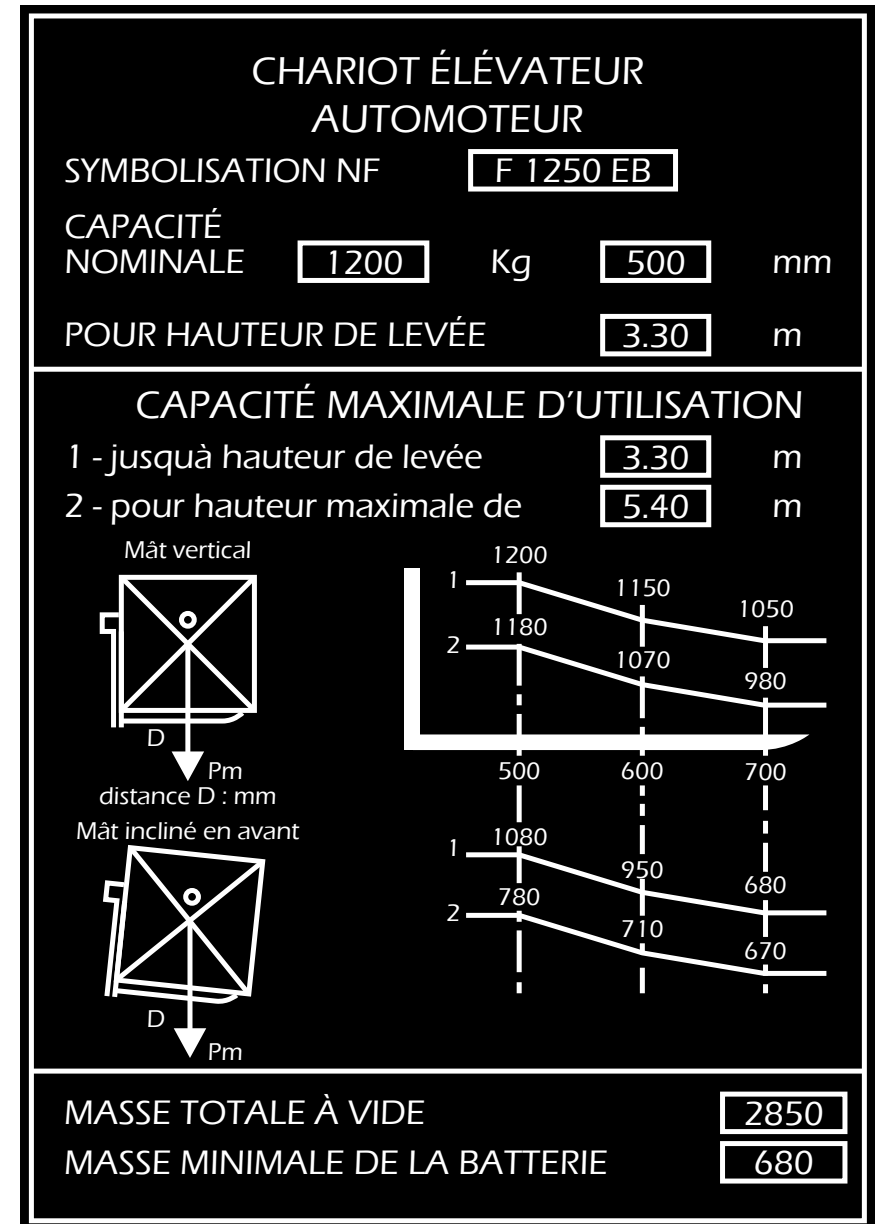 CHARIOT ÉLÉVATEUR
AUTOMOTEUR
SYMBOLISATION NF F 1250 EB
CAPACITÉ
NOMINALE 1200 Kg 500 mm
POUR HAUTEUR DE LEVÉE 3.30 m
CAPACITÉ MAXIMALE D'UTILISATION
1 - jusquà hauteur de levée 3.30 m
2 - pour hauteur maximale de 5.40 m
Mât vertical
D
Pm
distance D : mm
1200
1 1150 1050
1180
2 1070 980
500 600 700
Mât incliné en avant
D
Pm
1080
1 950 680
780
2 710 670
MASSE TOTALE À VIDE 2850
MASSE MINIMALE DE LA BATTERIE 680